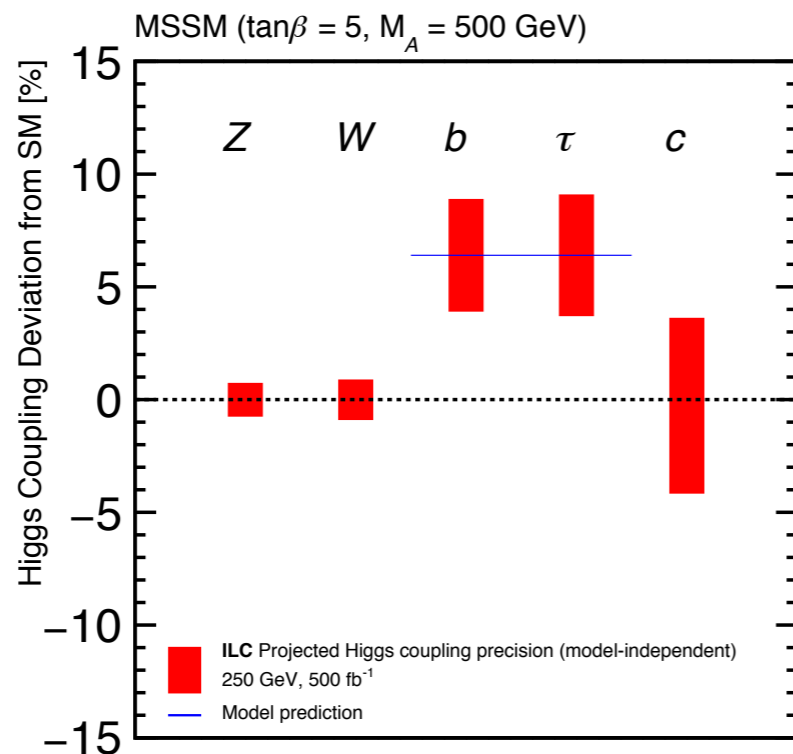 MSSM (tanβ = 5, M_A = 500 GeV)
Higgs Coupling Deviation from SM [%]
15
10
5
0
−5
−10
−15
Z W b τ c
ILC Projected Higgs coupling precision (model-independent)
250 GeV, 500 fb⁻¹
Model prediction